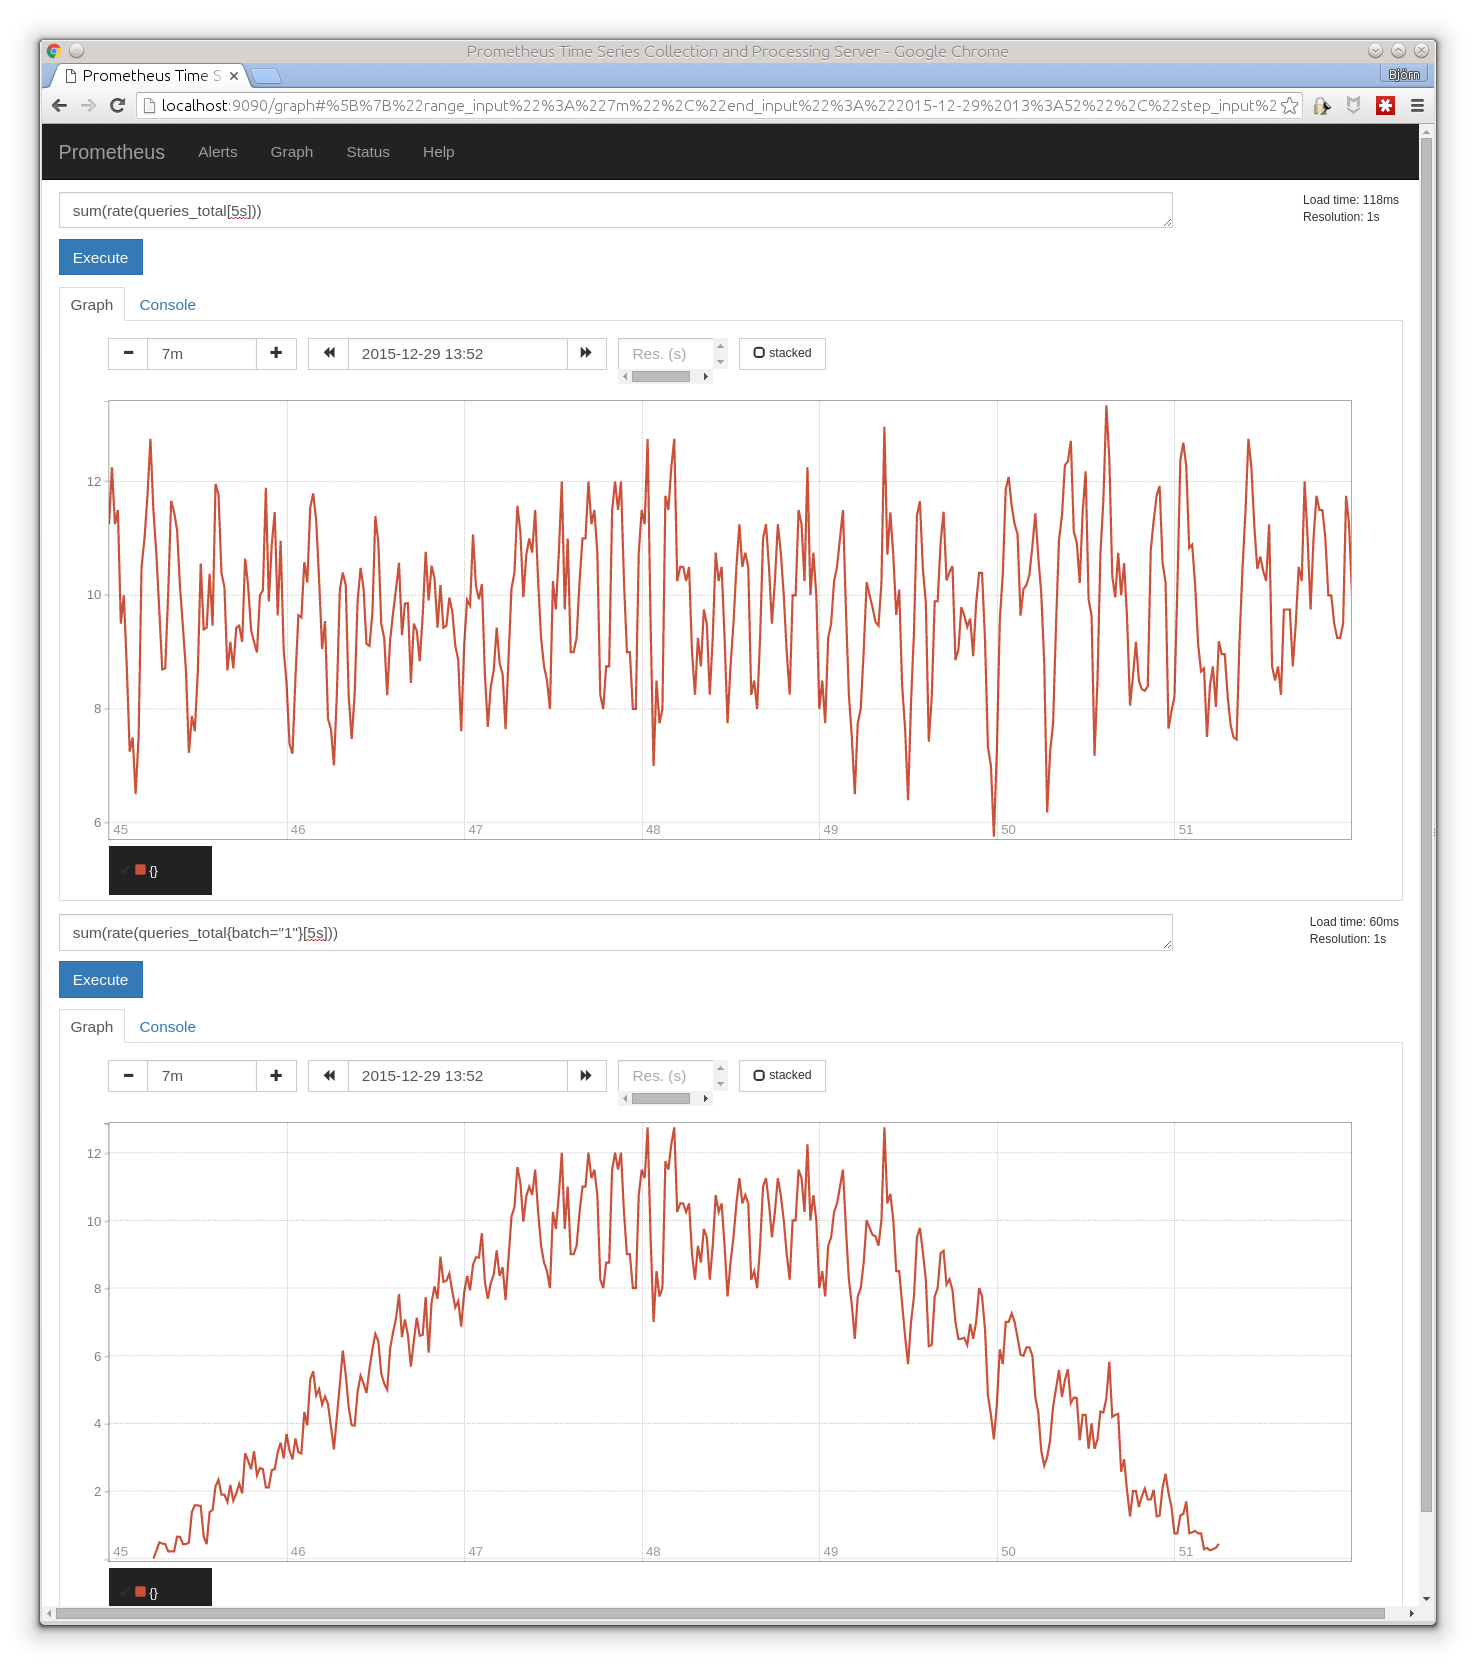 Prometheus Time Series Collection and Processing Server - Google Chrome
Prometheus Time S
Björn
localhost:9090/graph#%5B%7B%22range_input%22%3A%227m%22%2C%22end_input%22%3A%222015-12-29%2013%3A52%22%2C%22step_input%2
Prometheus Alerts Graph Status Help
sum(rate(queries_total[5s]))
Load time: 118ms
Resolution: 1s
Execute
Graph Console
7m 2015-12-29 13:52 Res. (s) stacked
12
10
8
6
45 46 47 48 49 50 51
{}
sum(rate(queries_total{batch="1"}[5s]))
Load time: 60ms
Resolution: 1s
Execute
Graph Console
7m 2015-12-29 13:52 Res. (s) stacked
12
10
8
6
4
2
45 46 47 48 49 50 51
{}